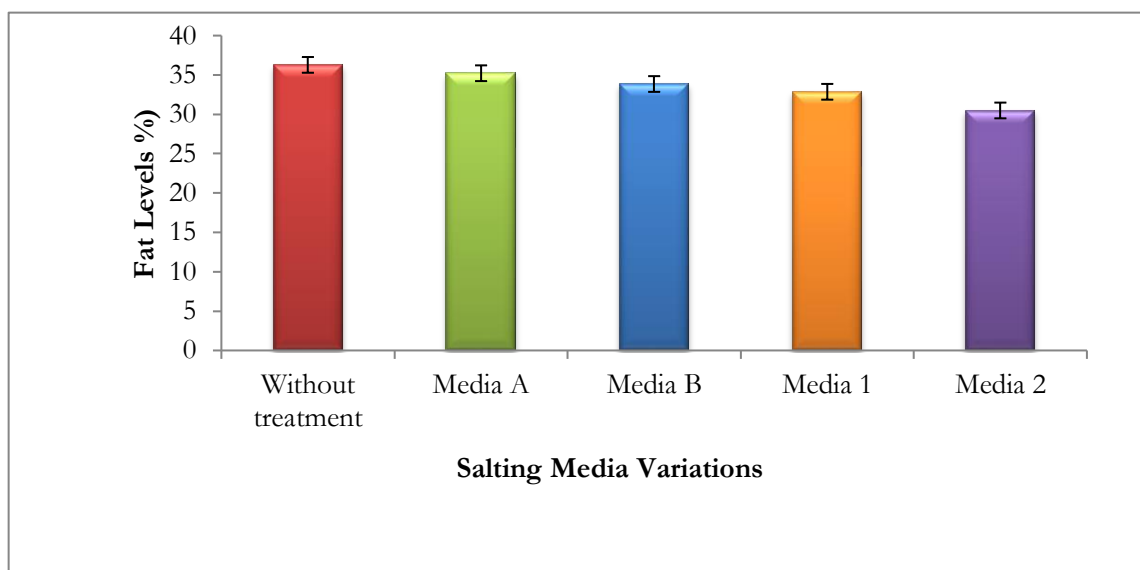 40
35
30
25
20
15
10
5
0
Fat Levels %)
Without
treatment
Media A
Media B
Media 1
Media 2
Salting Media Variations